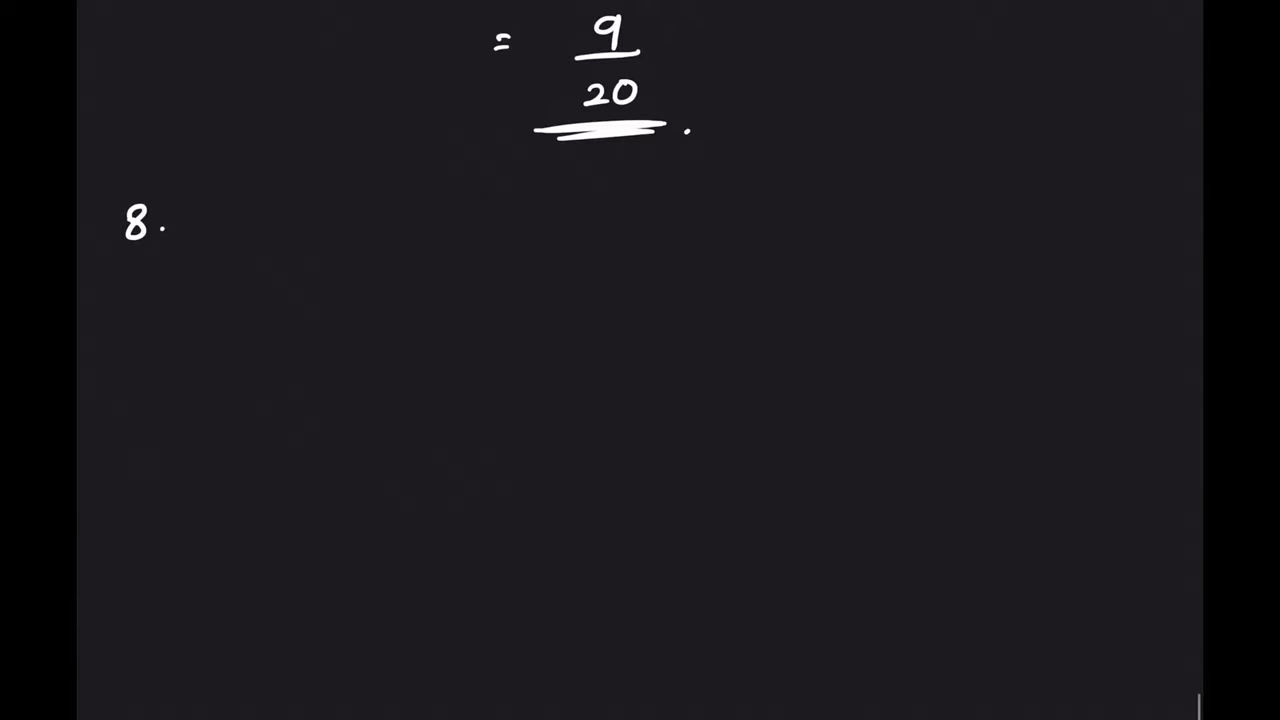 = 9/20 .
8.